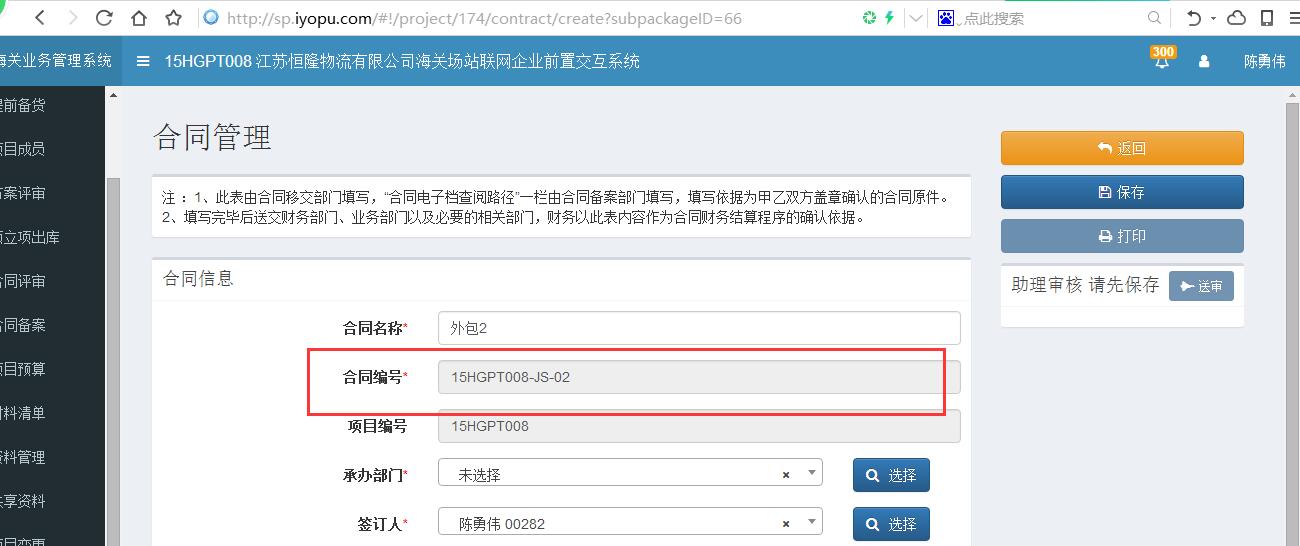 http://sp.iyopu.com/#!/project/174/contract/create?subpackageID=66
点此搜索
海关业务管理系统
15HGPT008 江苏恒隆物流有限公司海关场站联网企业前置交互系统
300
陈勇伟
提前备货
项目成员
方案评审
立项出库
合同评审
合同备案
项目预算
材料清单
资料管理
共享资料
项目变更
合同管理
注 ：1、此表由合同移交部门填写，“合同电子档查阅路径”一栏由合同备案部门填写，填写依据为甲乙双方盖章确认的合同原件。
2、填写完毕后送交财务部门、业务部门以及必要的相关部门，财务以此表内容作为合同财务结算程序的确认依据。
合同信息
合同名称* 外包2
合同编号* 15HGPT008-JS-02
项目编号 15HGPT008
承办部门* 未选择 × 选择
签订人* 陈勇伟 00282 × 选择
返回
保存
打印
助理审核 请先保存 送审